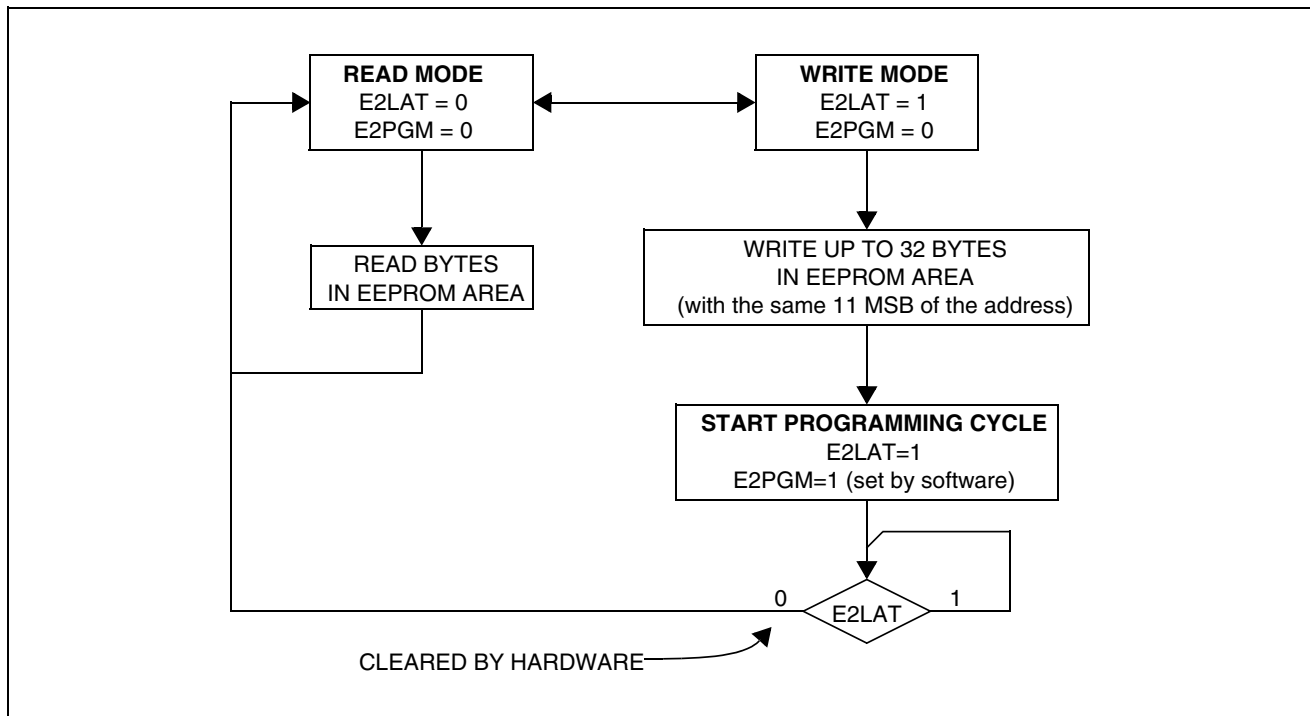 READ MODE
E2LAT = 0
E2PGM = 0
WRITE MODE
E2LAT = 1
E2PGM = 0
READ BYTES
IN EEPROM AREA
WRITE UP TO 32 BYTES
IN EEPROM AREA
(with the same 11 MSB of the address)
START PROGRAMMING CYCLE
E2LAT=1
E2PGM=1 (set by software)
0
E2LAT
1
CLEARED BY HARDWARE